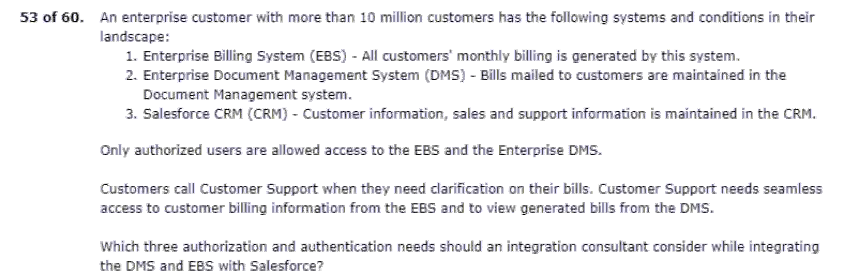 53 of 60. An enterprise customer with more than 10 million customers has the following systems and conditions in their
landscape:
1. Enterprise Billing System (EBS) - All customers' monthly billing is generated by this system.
2. Enterprise Document Management System (DMS) - Bills mailed to customers are maintained in the
Document Management system.
3. Salesforce CRM (CRM) - Customer information, sales and support information is maintained in the CRM.
Only authorized users are allowed access to the EBS and the Enterprise DMS.
Customers call Customer Support when they need clarification on their bills. Customer Support needs seamless
access to customer billing information from the EBS and to view generated bills from the DMS.
Which three authorization and authentication needs should an integration consultant consider while integrating
the DMS and EBS with Salesforce?